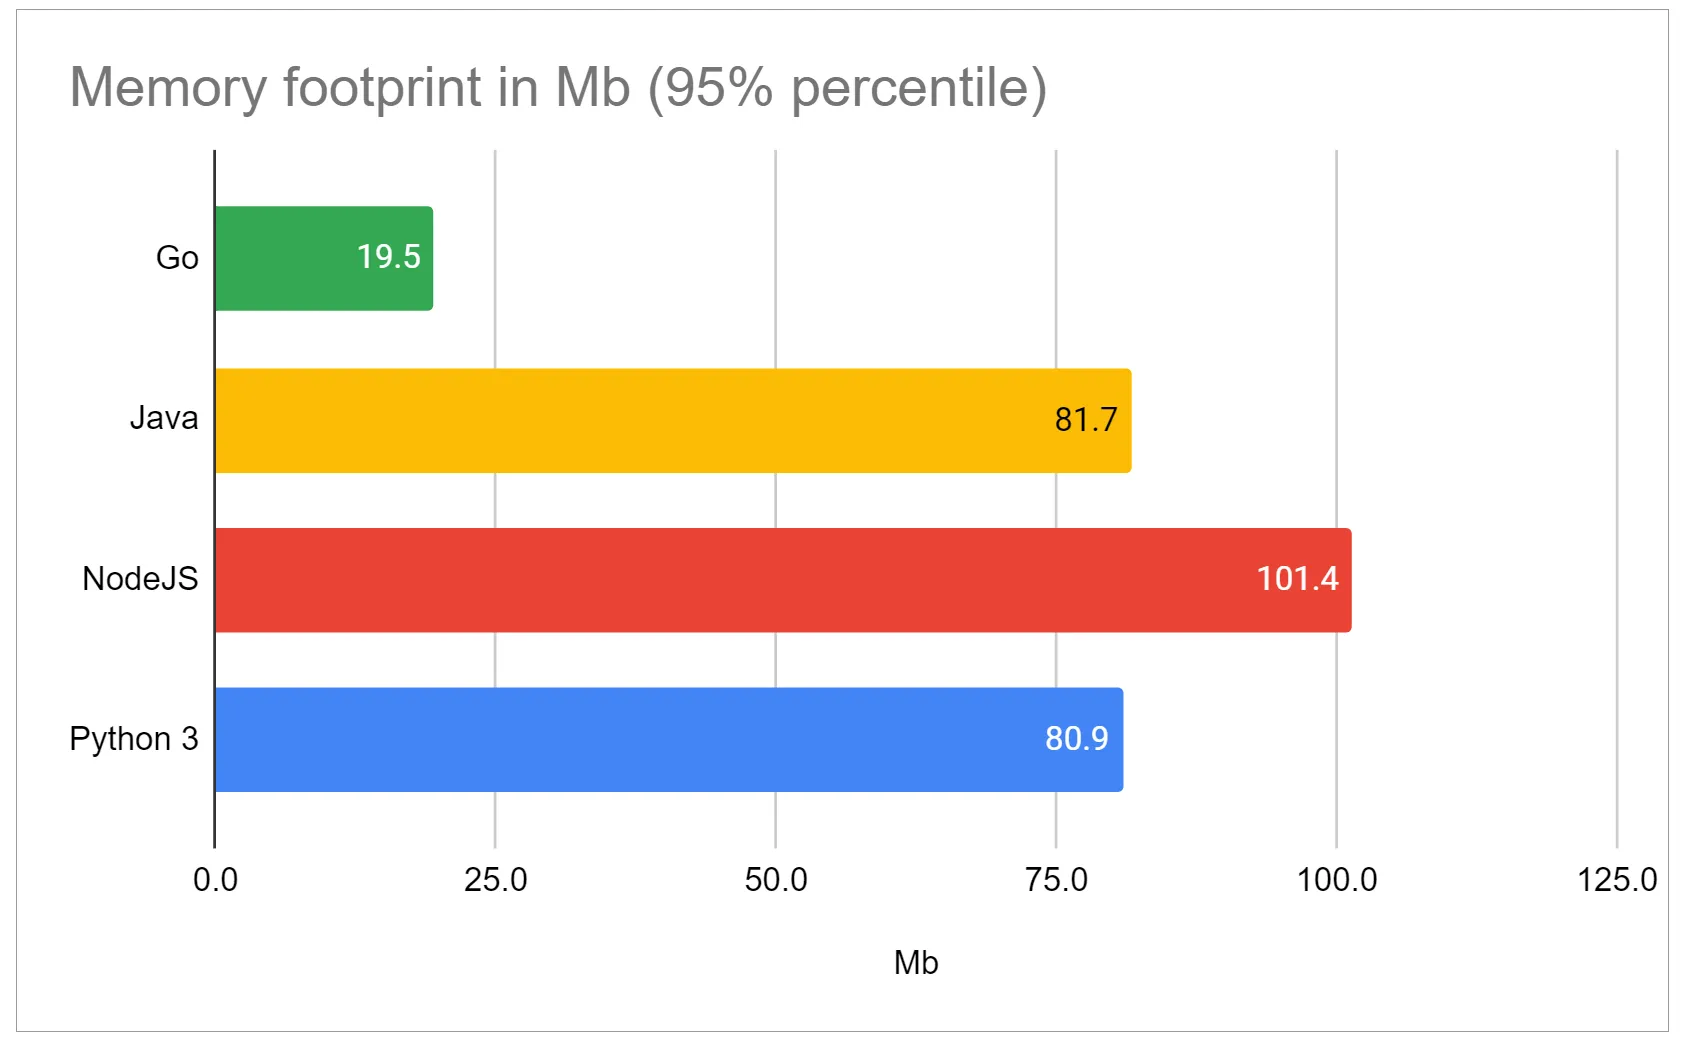 Memory footprint in Mb (95% percentile)
Go
19.5
Java
81.7
NodeJS
101.4
Python 3
80.9
0.0 25.0 50.0 75.0 100.0 125.0
Mb